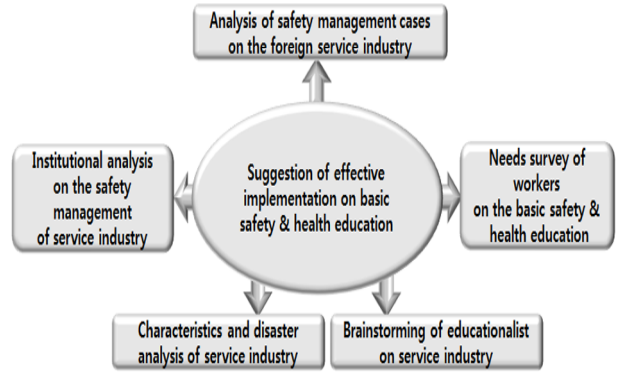 Analysis of safety management cases
on the foreign service industry
Institutional analysis
on the safety
management
of service industry
Suggestion of effective
implementation on basic
safety & health education
Needs survey of
workers
on the basic safety &
health education
Characteristics and disaster
analysis of service industry
Brainstorming of educationalist
on service industry